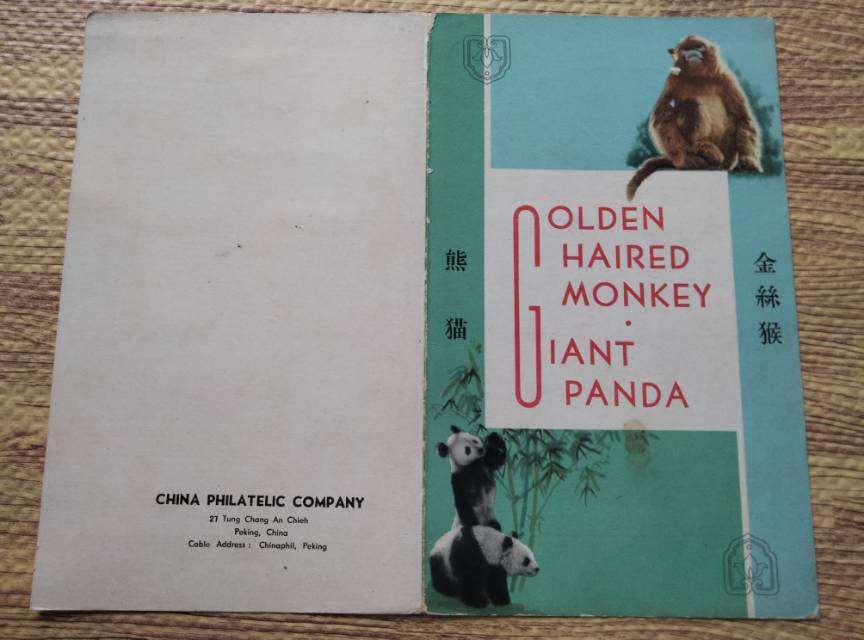 CHINA PHILATELIC COMPANY
27 Tung Chang An Chieh
Peking, China
Cable Address : Chinaphil, Peking
熊猫
GOLDEN
HAIRED
MONKEY
·
GIANT
PANDA
金絲猴